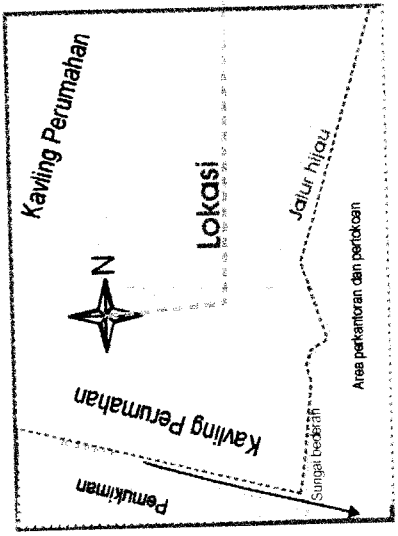 Kavling Perumahan
N
Lokasi
Jalur hijau
Kavling Perumahan
Area perkantoran dan pertokoan
Sungai bederah
Pemukiman